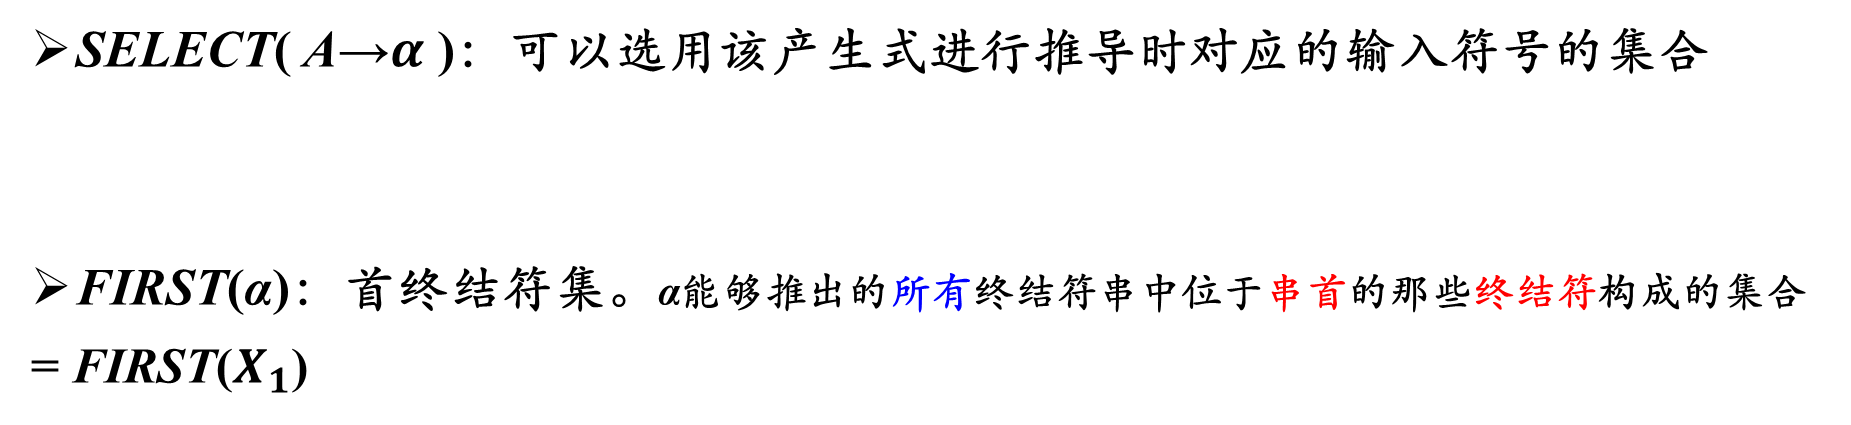 ➢SELECT( A→α ): 可以选用该产生式进行推导时对应的输入符号的集合
➢FIRST(α): 首终结符集。α能够推出的所有终结符串中位于串首的那些终结符构成的集合
= FIRST(X₁)